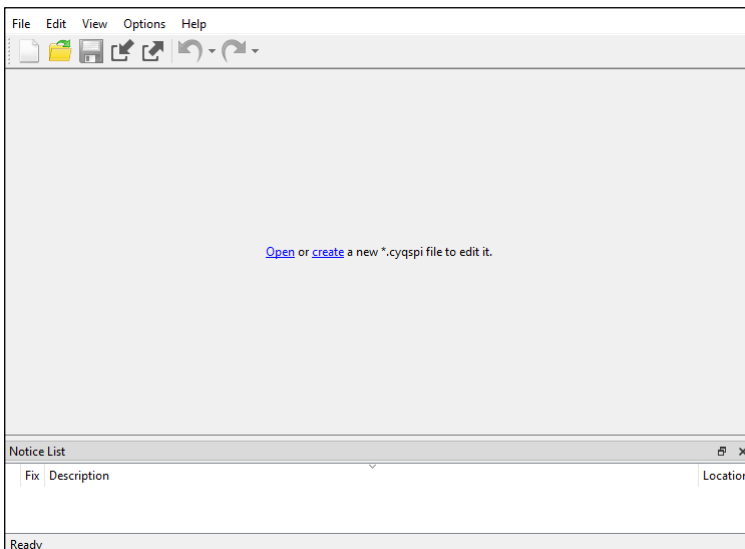 File Edit View Options Help
Open or create a new *.cyqspi file to edit it.
Notice List
Fix Description Location
Ready